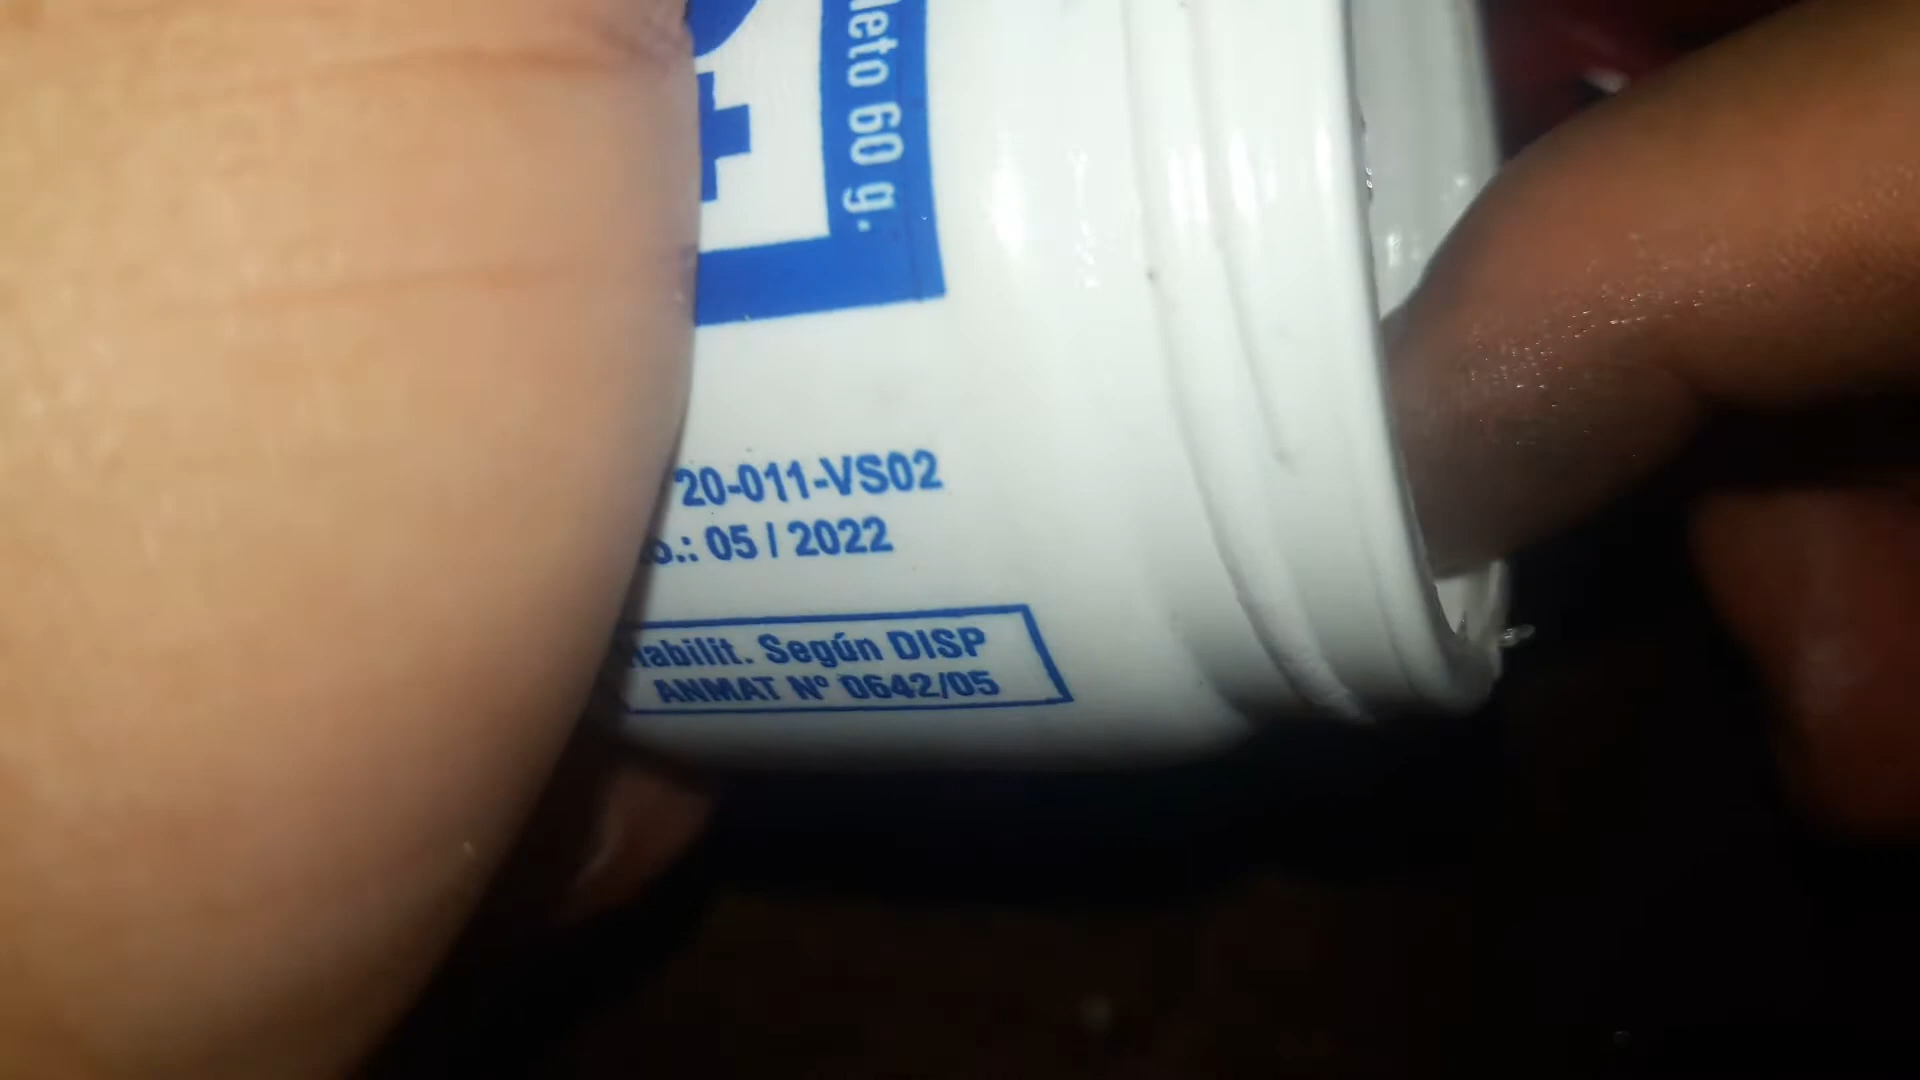 neto 60 g.
20-011-VS02
o.: 05 / 2022
Habilit. Según DISP
ANMAT Nº 0642/05